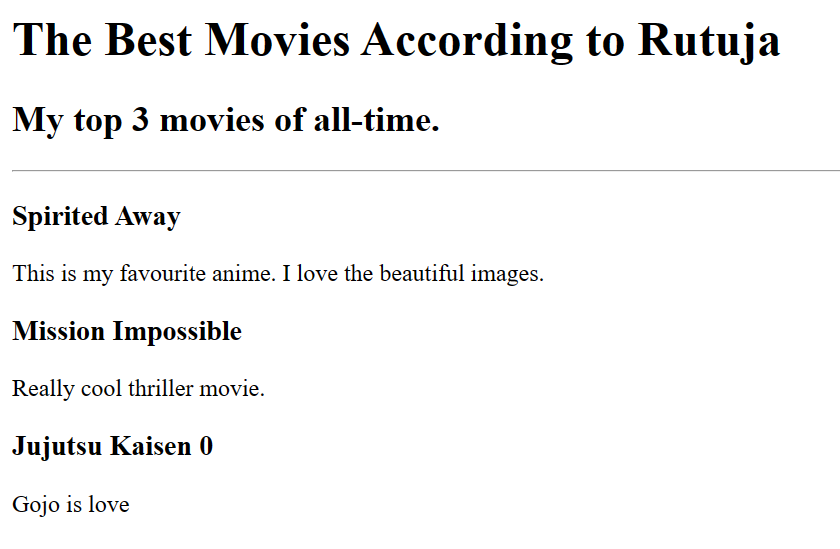 The Best Movies According to Rutuja
My top 3 movies of all-time.
Spirited Away
This is my favourite anime. I love the beautiful images.
Mission Impossible
Really cool thriller movie.
Jujutsu Kaisen 0
Gojo is love